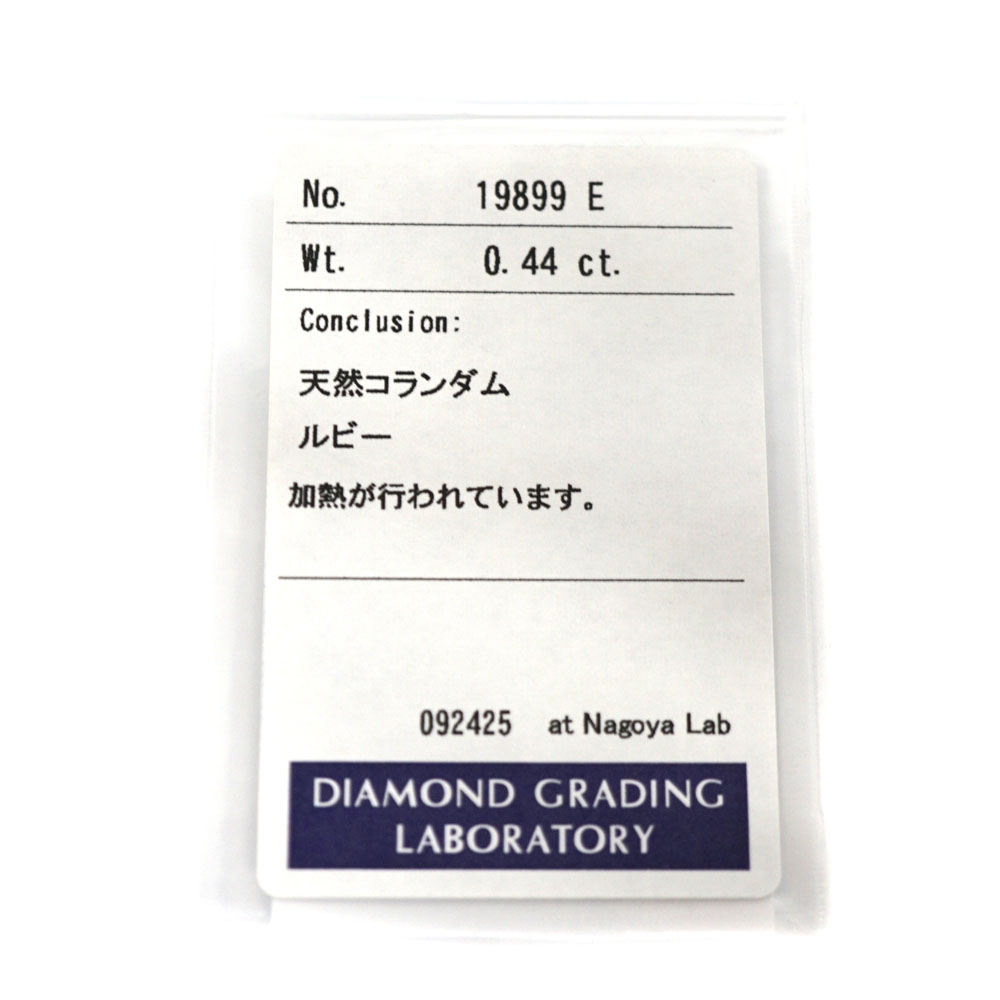 No. 19899 E
Wt. 0.44 ct.
Conclusion:
天然コランダム
ルビー
加熱が行われています。
092425 at Nagoya Lab
DIAMOND GRADING
LABORATORY